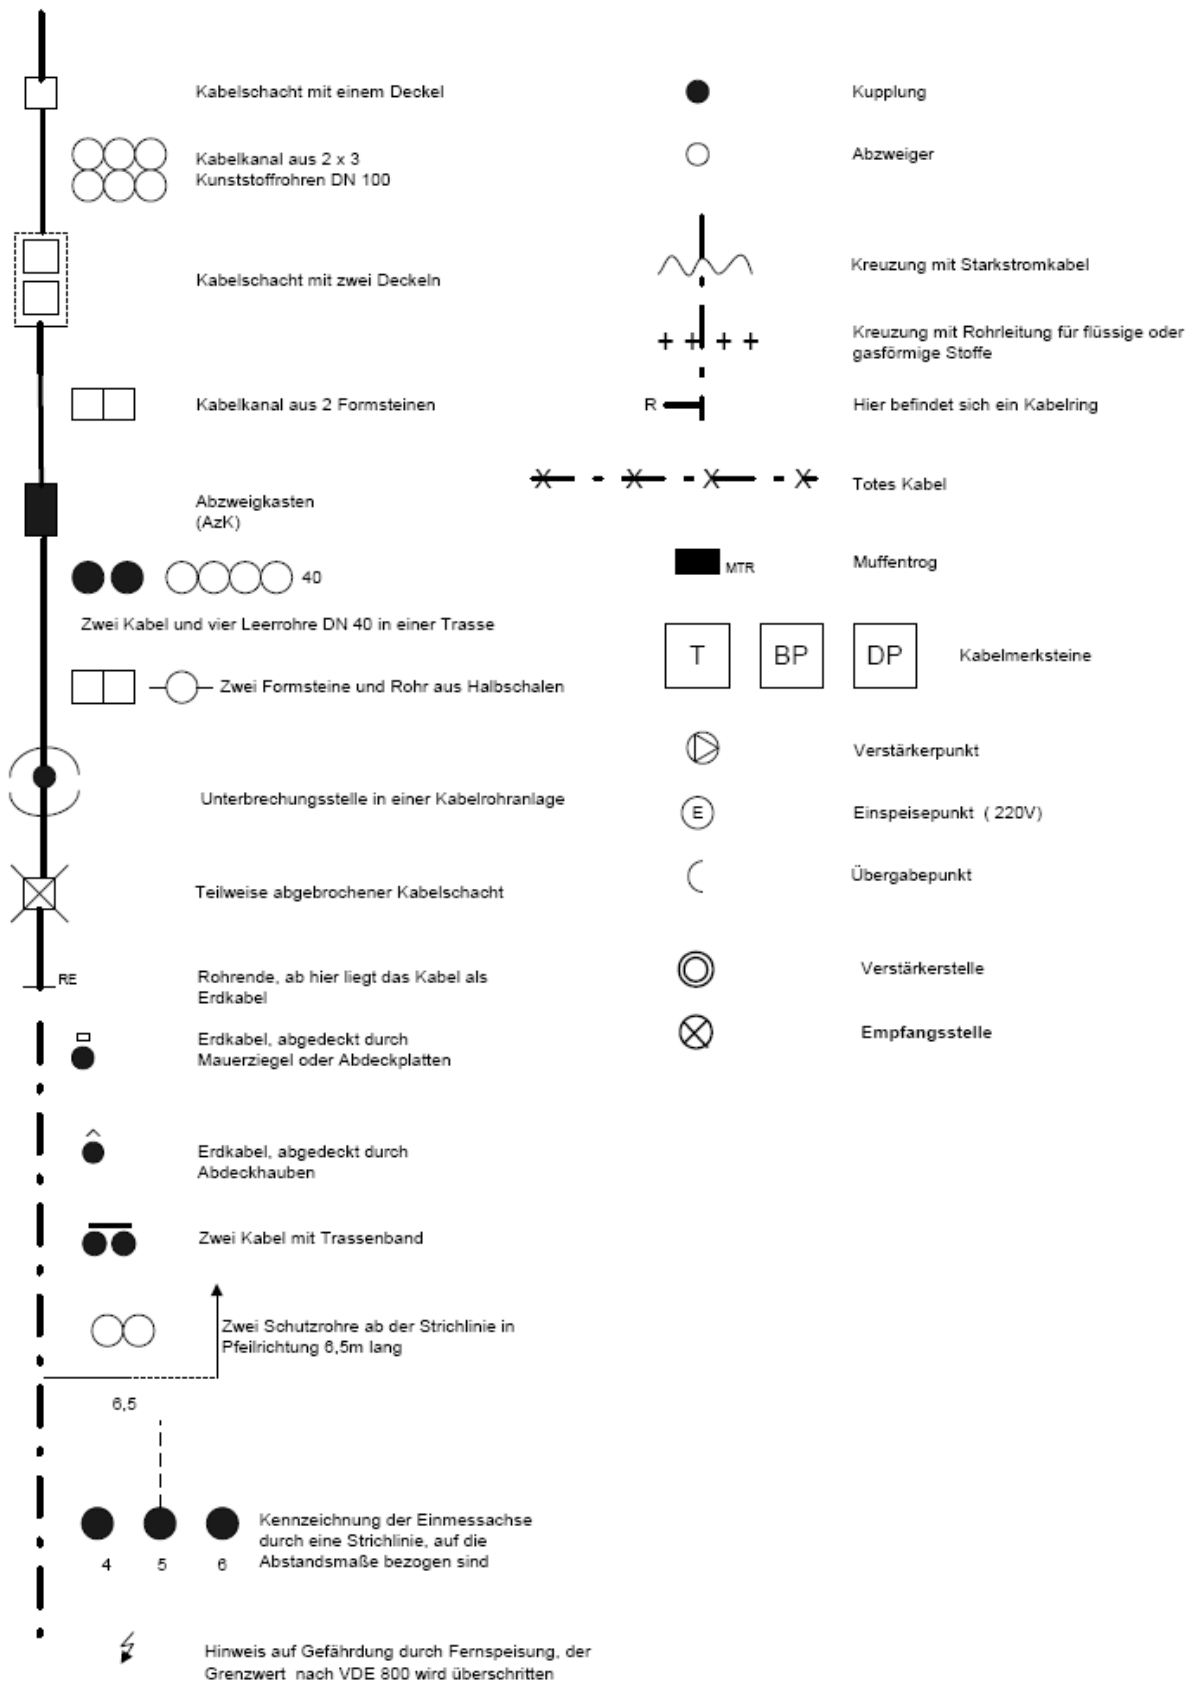 Kabelschacht mit einem Deckel
Kabelkanal aus 2 x 3
Kunststoffrohren DN 100
Kabelschacht mit zwei Deckeln
Kabelkanal aus 2 Formsteinen
Abzweigkasten
(AzK)
40
Zwei Kabel und vier Leerrohre DN 40 in einer Trasse
Zwei Formsteine und Rohr aus Halbschalen
Unterbrechungsstelle in einer Kabelrohranlage
Teilweise abgebrochener Kabelschacht
RE
Rohrende, ab hier liegt das Kabel als
Erdkabel
Erdkabel, abgedeckt durch
Mauerziegel oder Abdeckplatten
Erdkabel, abgedeckt durch
Abdeckhauben
Zwei Kabel mit Trassenband
Zwei Schutzrohre ab der Strichlinie in
Pfeilrichtung 6,5m lang
6,5
4 5 6
Kennzeichnung der Einmessachse
durch eine Strichlinie, auf die
Abstandsmaße bezogen sind
Hinweis auf Gefährdung durch Fernspeisung, der
Grenzwert nach VDE 800 wird überschritten
Kupplung
Abzweiger
Kreuzung mit Starkstromkabel
Kreuzung mit Rohrleitung für flüssige oder
gasförmige Stoffe
R
Hier befindet sich ein Kabelring
Totes Kabel
MTR
Muffentrog
T BP DP
Kabelmerksteine
Verstärkerpunkt
E
Einspeisepunkt ( 220V)
Übergabepunkt
Verstärkerstelle
Empfangsstelle